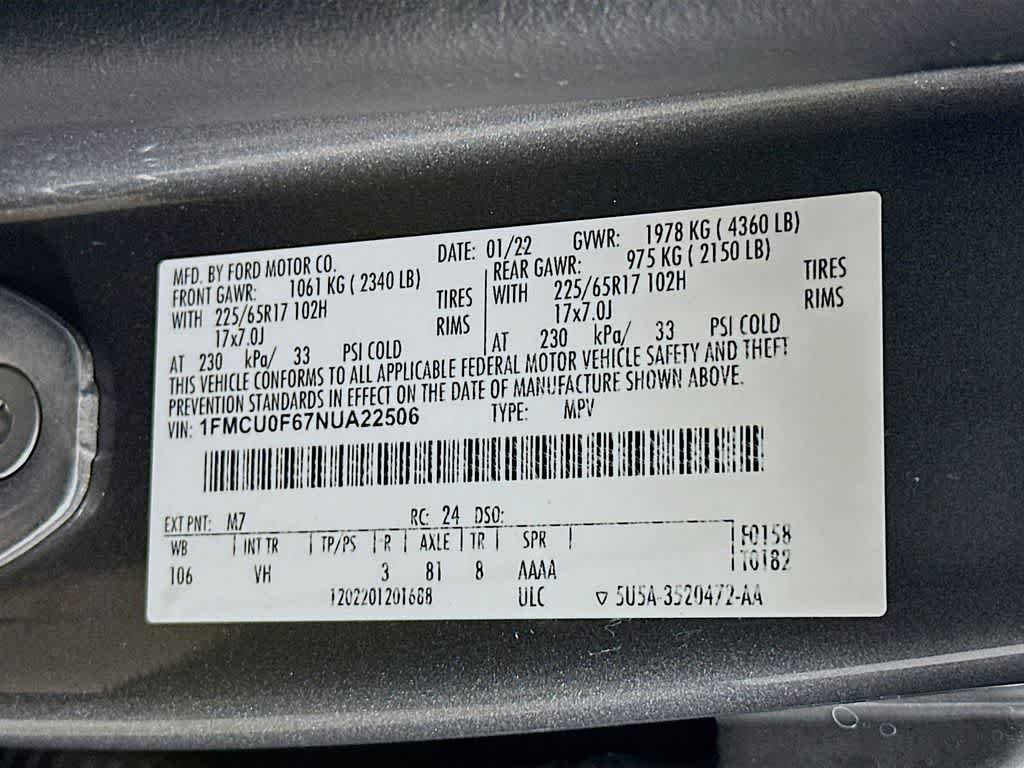 MFD. BY FORD MOTOR CO. DATE: 01/22 GVWR: 1978 KG ( 4360 LB)
FRONT GAWR: 1061 KG ( 2340 LB) REAR GAWR: 975 KG ( 2150 LB)
WITH 225/65R17 102H TIRES WITH 225/65R17 102H TIRES
17x7.0J RIMS 17x7.0J RIMS
AT 230 kPa/ 33 PSI COLD AT 230 kPa/ 33 PSI COLD
THIS VEHICLE CONFORMS TO ALL APPLICABLE FEDERAL MOTOR VEHICLE SAFETY AND THEFT
PREVENTION STANDARDS IN EFFECT ON THE DATE OF MANUFACTURE SHOWN ABOVE.
VIN: 1FMCU0F67NUA22506 TYPE: MPV
EXT PNT: M7 RC: 24 DSO:
WB INT TR TP/PS R AXLE TR SPR F0158
106 VH 3 81 8 AAAA T0182
1202201201688 ULC ▽ 5U5A-3520472-AA